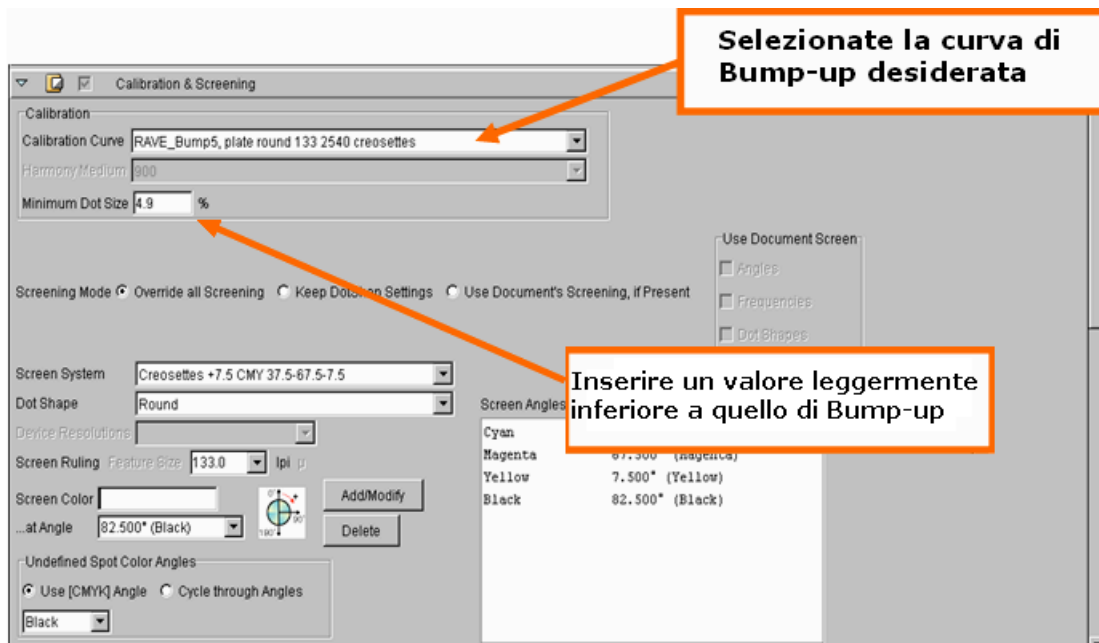 Selezionate la curva di
Bump-up desiderata
Calibration & Screening
Calibration
Calibration Curve RAVE_Bump5, plate round 133 2540 creosettes
Harmony Medium 900
Minimum Dot Size 4.9 %
Use Document Screen
Angles
Screening Mode Override all Screening Keep DotShop Settings Use Document's Screening, if Present
Frequencies
Dot Shapes
Inserire un valore leggermente
inferiore a quello di Bump-up
Screen System Creosettes +7.5 CMY 37.5-67.5-7.5
Dot Shape Round
Device Resolutions
Screen Ruling Feature Size 133.0 lpi µ
Screen Color
Add/Modify
...at Angle 82.500° (Black)
0°
90°
180°
Delete
Screen Angles
Cyan
Magenta 67.500° (Magenta)
Yellow 7.500° (Yellow)
Black 82.500° (Black)
Undefined Spot Color Angles
Use [CMYK] Angle Cycle through Angles
Black